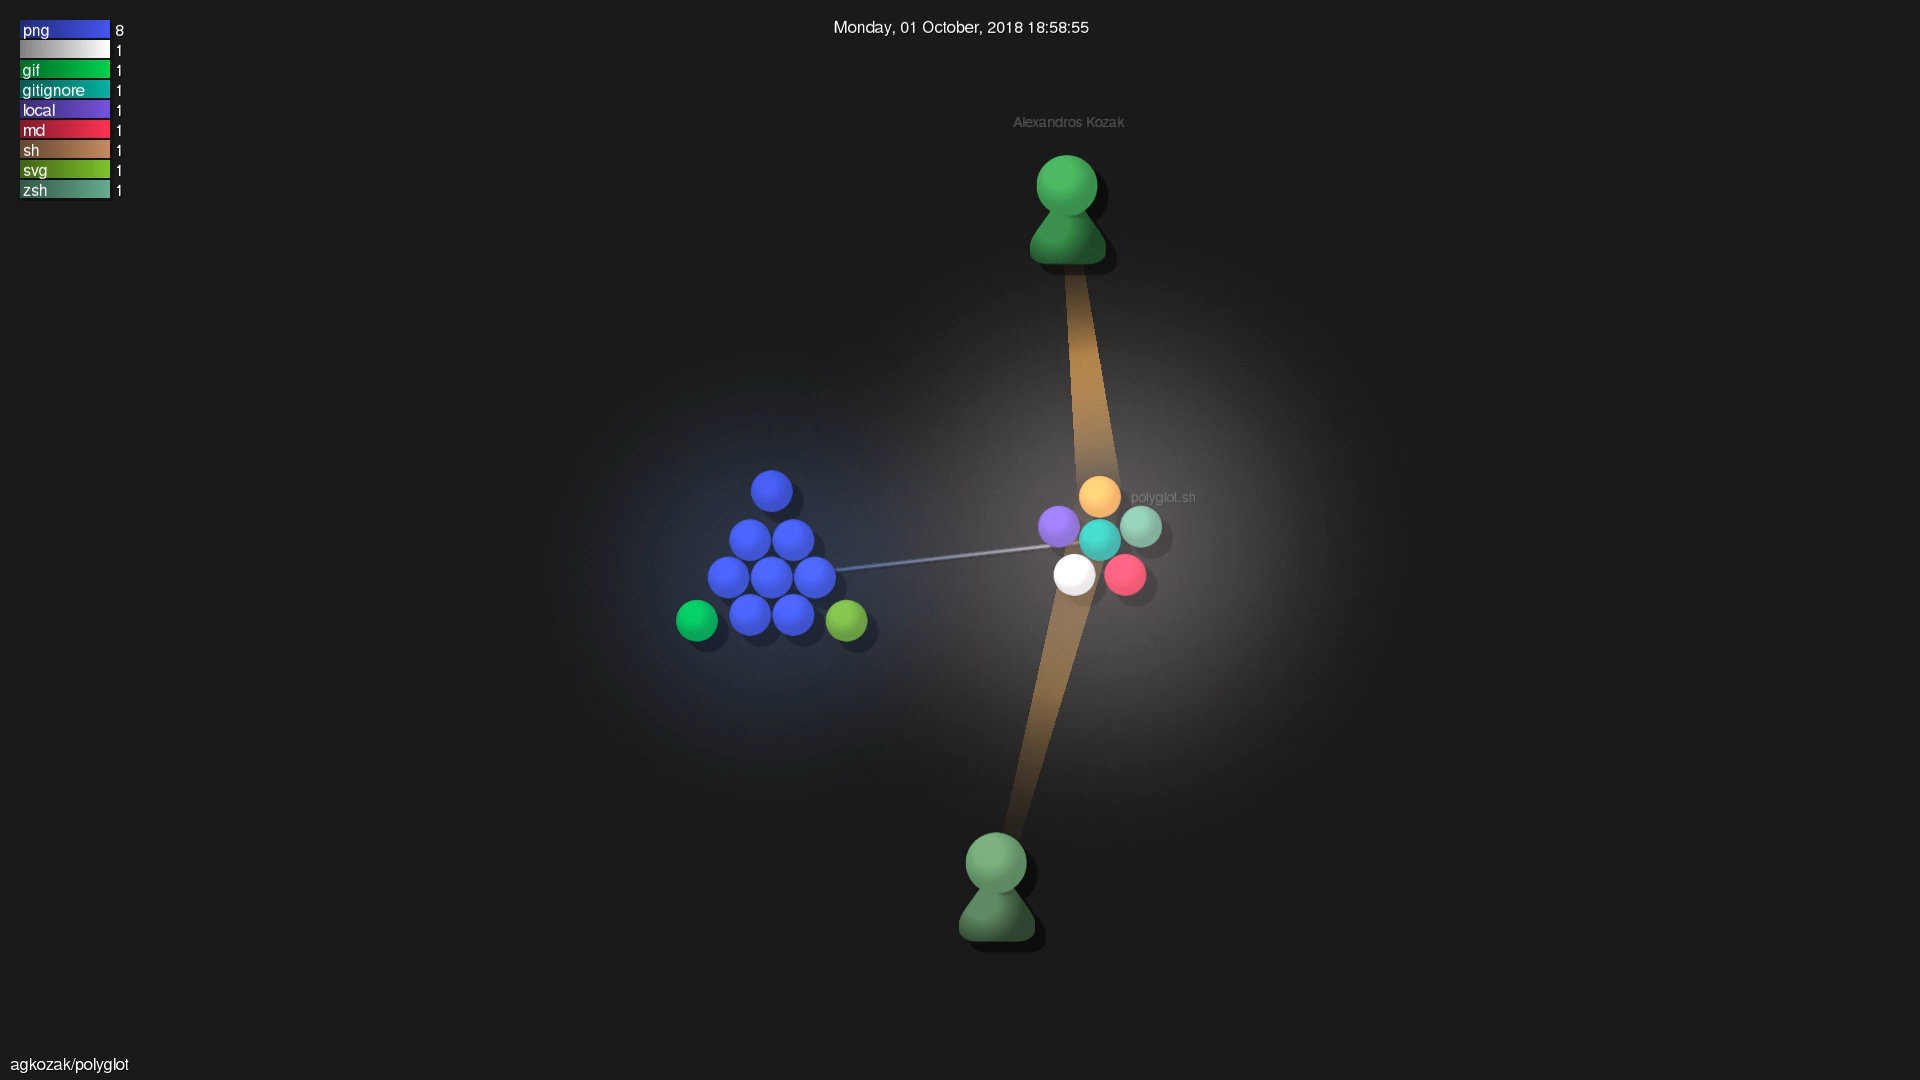 Monday, 01 October, 2018 18:58:55
png 8
1
gif 1
gitignore 1
local 1
md 1
sh 1
svg 1
zsh 1
Alexandros Kozak
polyglot.sh
agkozak/polyglot